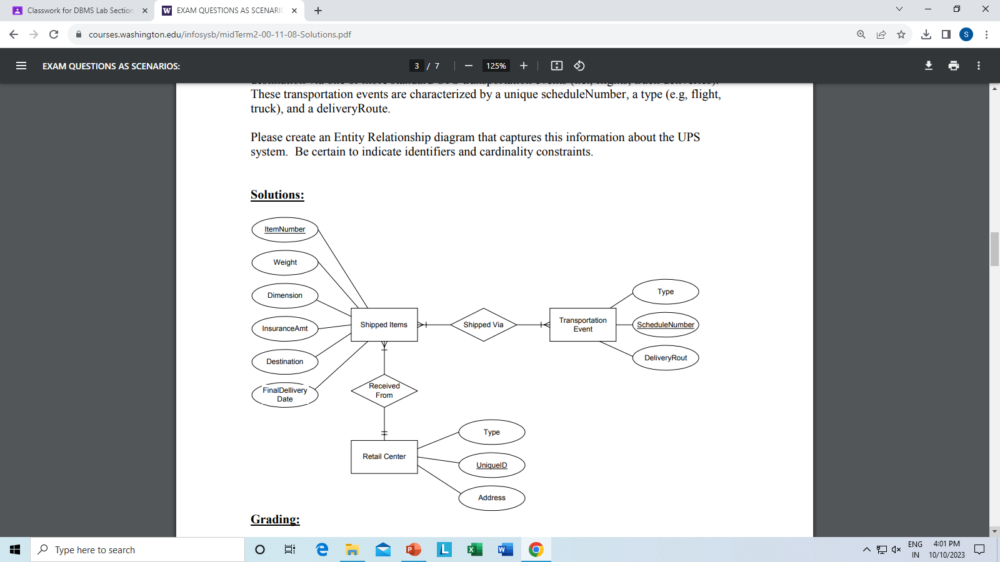 Classwork for DBMS Lab Section
EXAM QUESTIONS AS SCENARIO
courses.washington.edu/infosysb/midTerm2-00-11-08-Solutions.pdf
S
EXAM QUESTIONS AS SCENARIOS:
3 / 7
125%
These transportation events are characterized by a unique scheduleNumber, a type (e.g, flight,
truck), and a deliveryRoute.
Please create an Entity Relationship diagram that captures this information about the UPS
system. Be certain to indicate identifiers and cardinality constraints.
Solutions:
ItemNumber
Weight
Dimension
InsuranceAmt
Destination
FinalDellivery
Date
Shipped Items
Shipped Via
Transportation
Event
Type
ScheduleNumber
DeliveryRout
Received
From
Retail Center
Type
UniqueID
Address
Grading:
Type here to search
ENG
IN
4:01 PM
10/10/2023